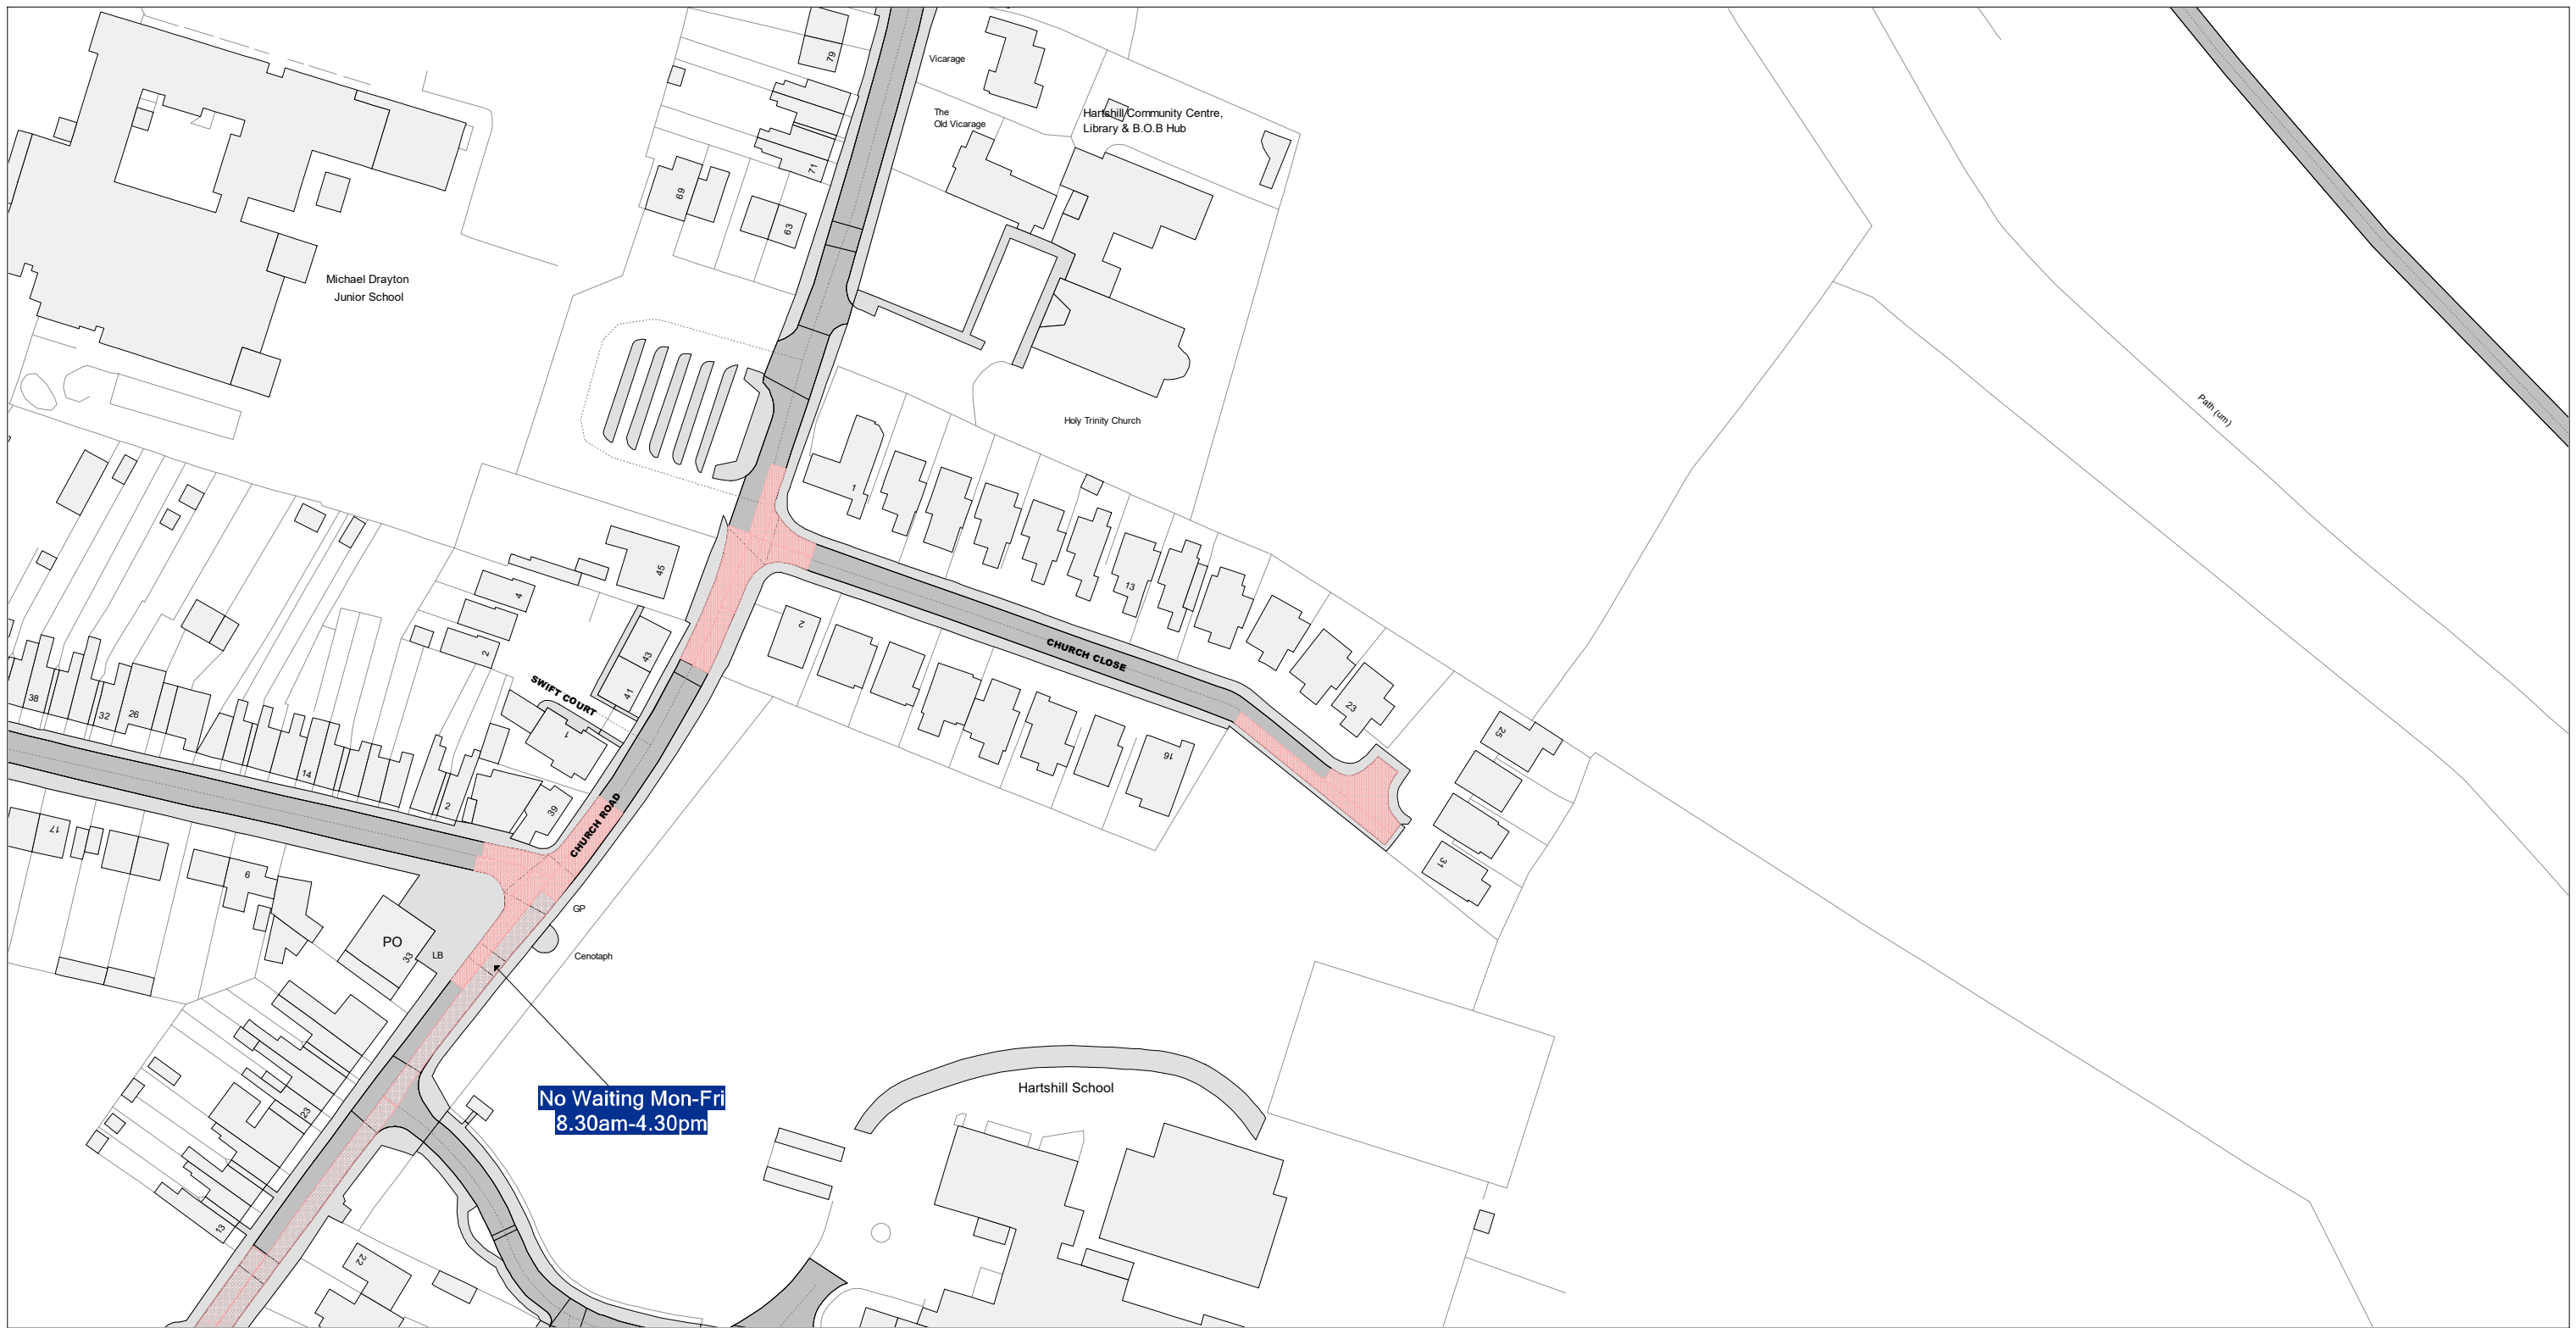 79
Vicarage
The
Old Vicarage
Hartshill Community Centre,
Library & B.O.B Hub
71
69
63
Michael Drayton
Junior School
Path (um)
Holy Trinity Church
1
45
4
13
2
2
43
CHURCH CLOSE
41
SWIFT COURT
38
32
26
23
25
1
16
14
2
39
CHURCH ROAD
17
31
6
GP
PO
33
LB
Cenotaph
Hartshill School
No Waiting Mon-Fri
8.30am-4.30pm
23
13
22